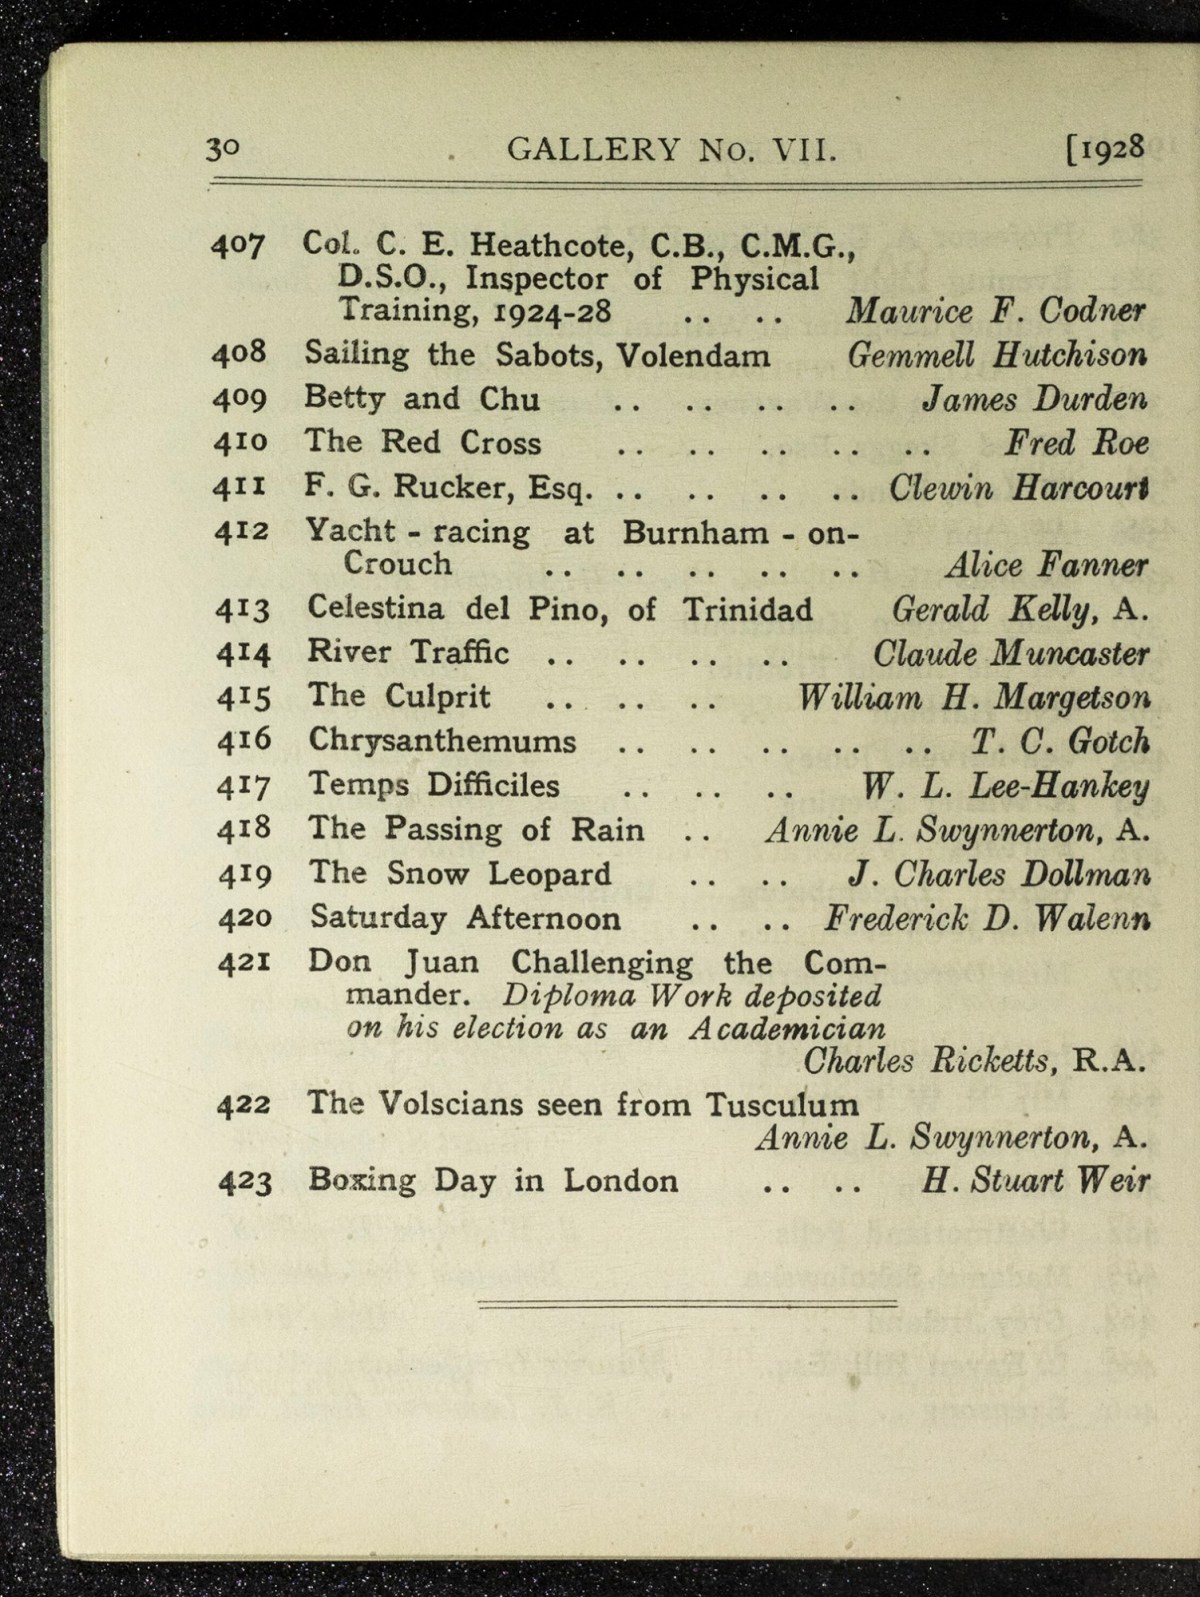 30 GALLERY No. VII. [1928
407 Col. C. E. Heathcote, C.B., C.M.G.,
D.S.O., Inspector of Physical
Training, 1924-28 .. .. Maurice F. Codner
408 Sailing the Sabots, Volendam Gemmell Hutchison
409 Betty and Chu .. .. .. .. James Durden
410 The Red Cross .. .. .. .. .. Fred Roe
411 F. G. Rucker, Esq. .. .. .. .. Clewin Harcourt
412 Yacht - racing at Burnham - on-
Crouch .. .. .. .. .. Alice Fanner
413 Celestina del Pino, of Trinidad Gerald Kelly, A.
414 River Traffic .. .. .. .. Claude Muncaster
415 The Culprit .. .. .. William H. Margetson
416 Chrysanthemums .. .. .. .. .. T. C. Gotch
417 Temps Difficiles .. .. .. W. L. Lee-Hankey
418 The Passing of Rain .. Annie L. Swynnerton, A.
419 The Snow Leopard .. .. J. Charles Dollman
420 Saturday Afternoon .. .. Frederick D. Walenn
421 Don Juan Challenging the Com-
mander. Diploma Work deposited
on his election as an Academician
Charles Ricketts, R.A.
422 The Volscians seen from Tusculum
Annie L. Swynnerton, A.
423 Boxing Day in London .. .. H. Stuart Weir